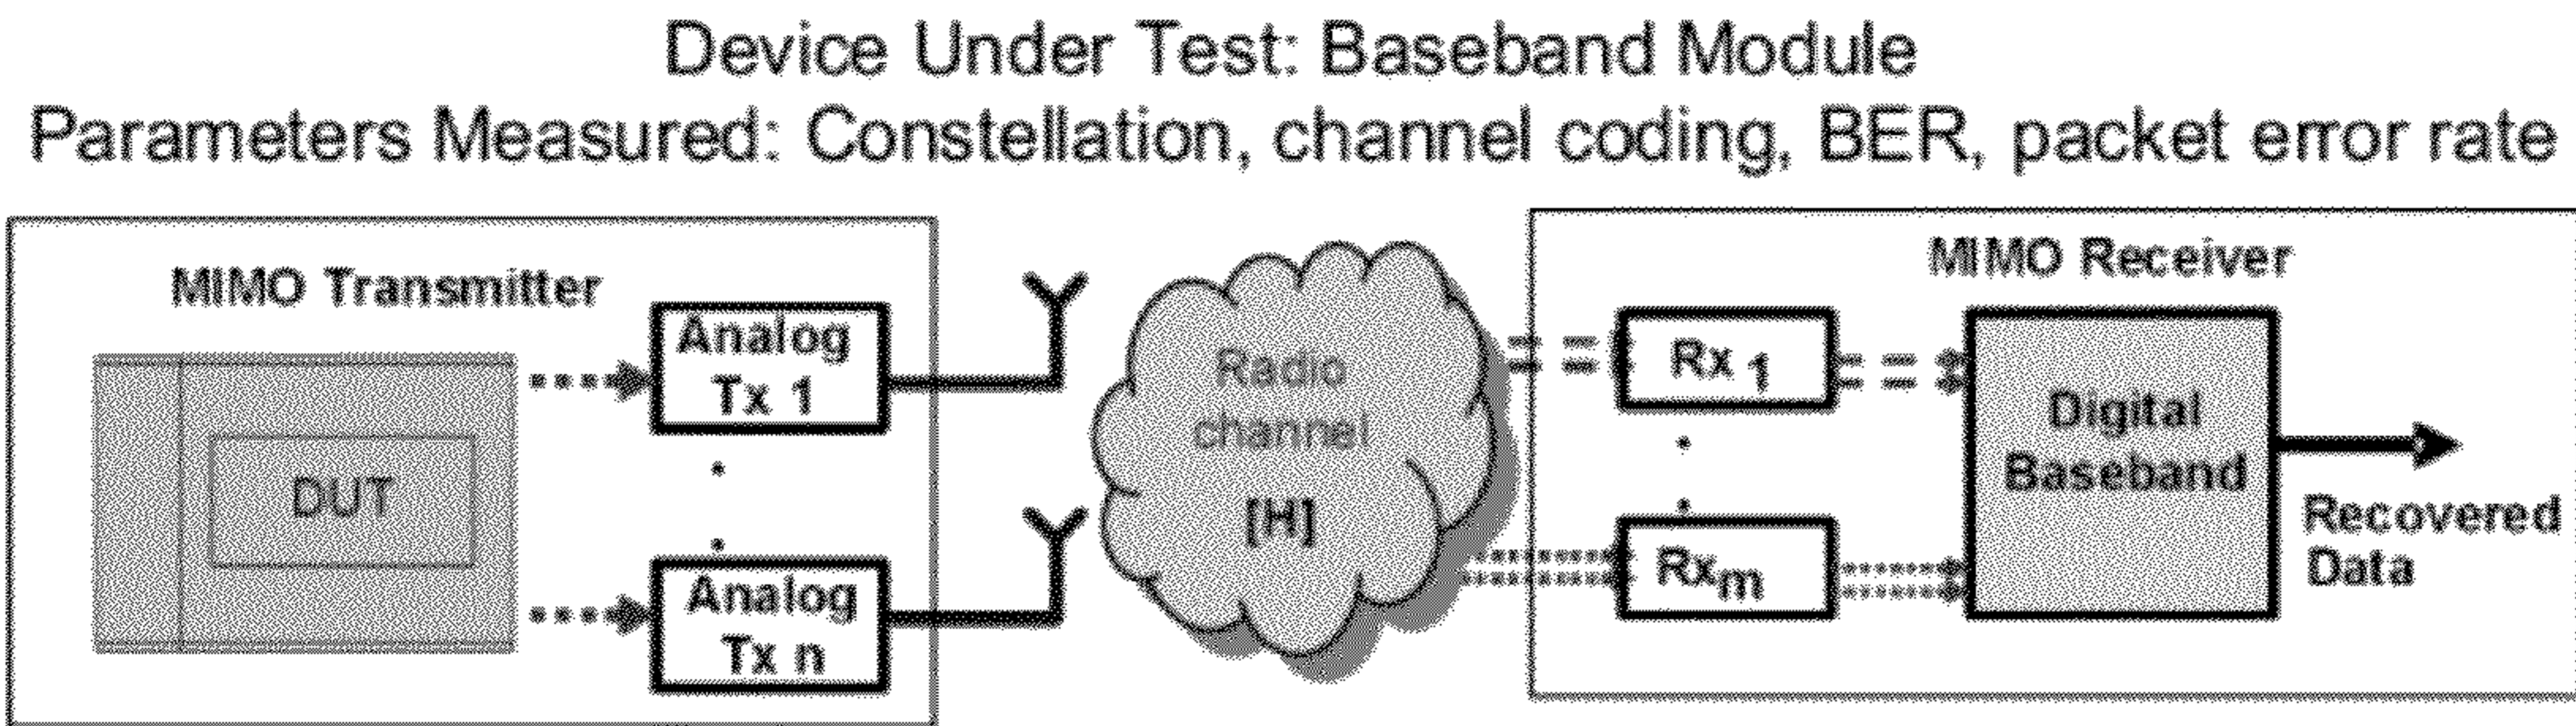 Device Under Test: Baseband Module
Parameters Measured: Constellation, channel coding, BER, packet error rate
MIMO Transmitter
DUT
Analog
Tx 1
Analog
Tx n
Radio
channel
[H]
MIMO Receiver
Rx 1
Rxm
Digital
Baseband
Recovered
Data